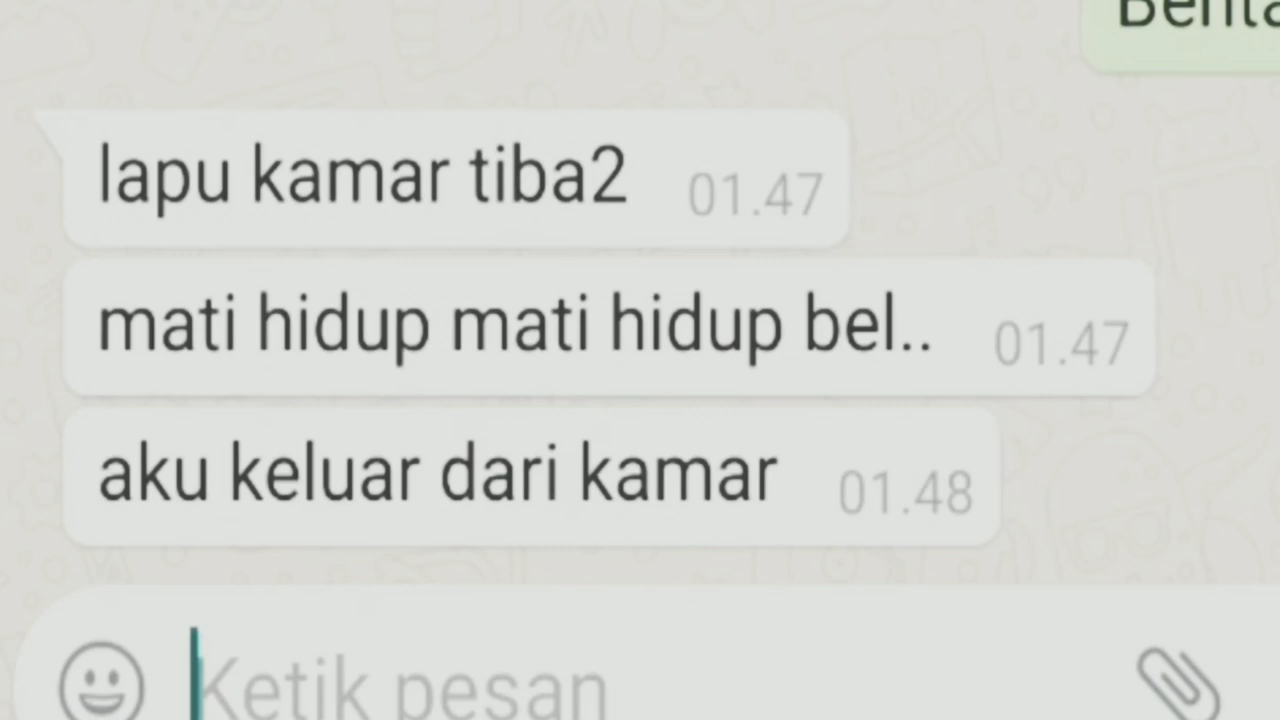 lapu kamar tiba2 01.47
mati hidup mati hidup bel.. 01.47
aku keluar dari kamar 01.48
Ketik pesan